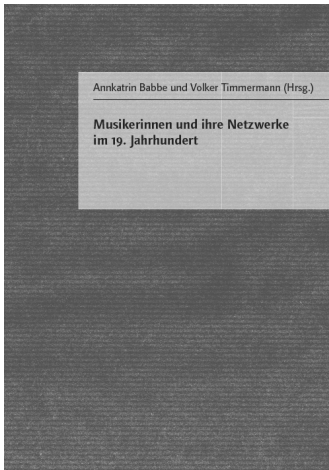 Annkatrin Babbe und Volker Timmermann (Hrsg.)
Musikerinnen und ihre Netzwerke
im 19. Jahrhundert